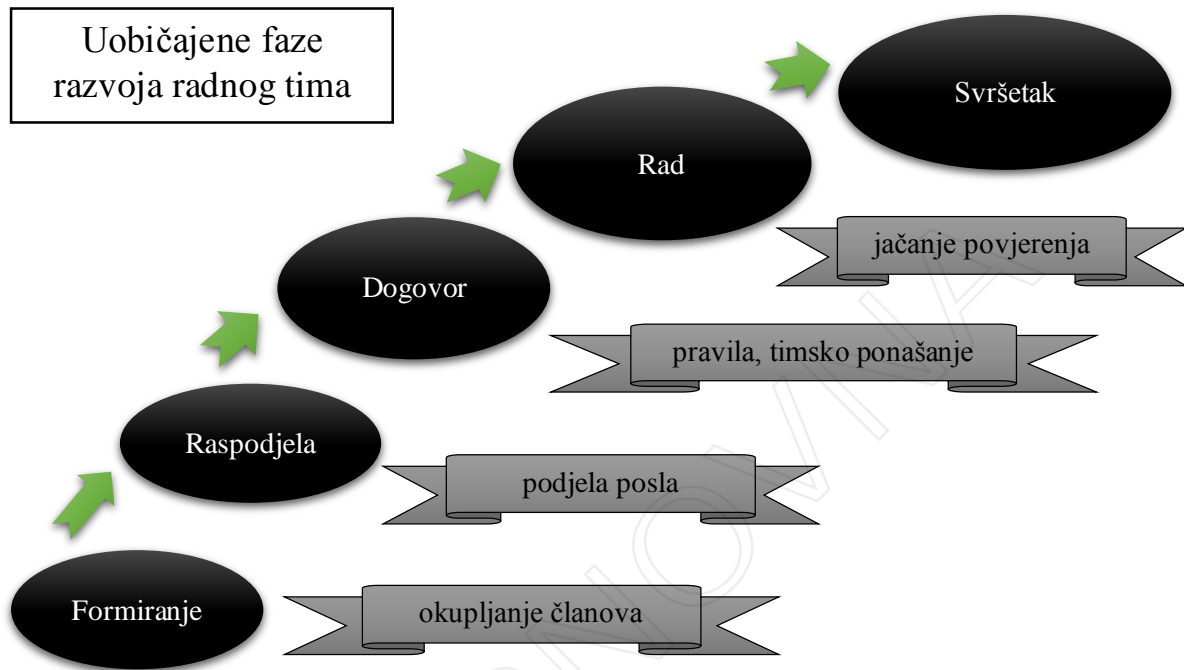 Uobičajene faze
razvoja radnog tima
Svršetak
Rad
jačanje povjerenja
Dogovor
pravila, timsko ponašanje
Raspodjela
podjela posla
Formiranje
okupljanje članova